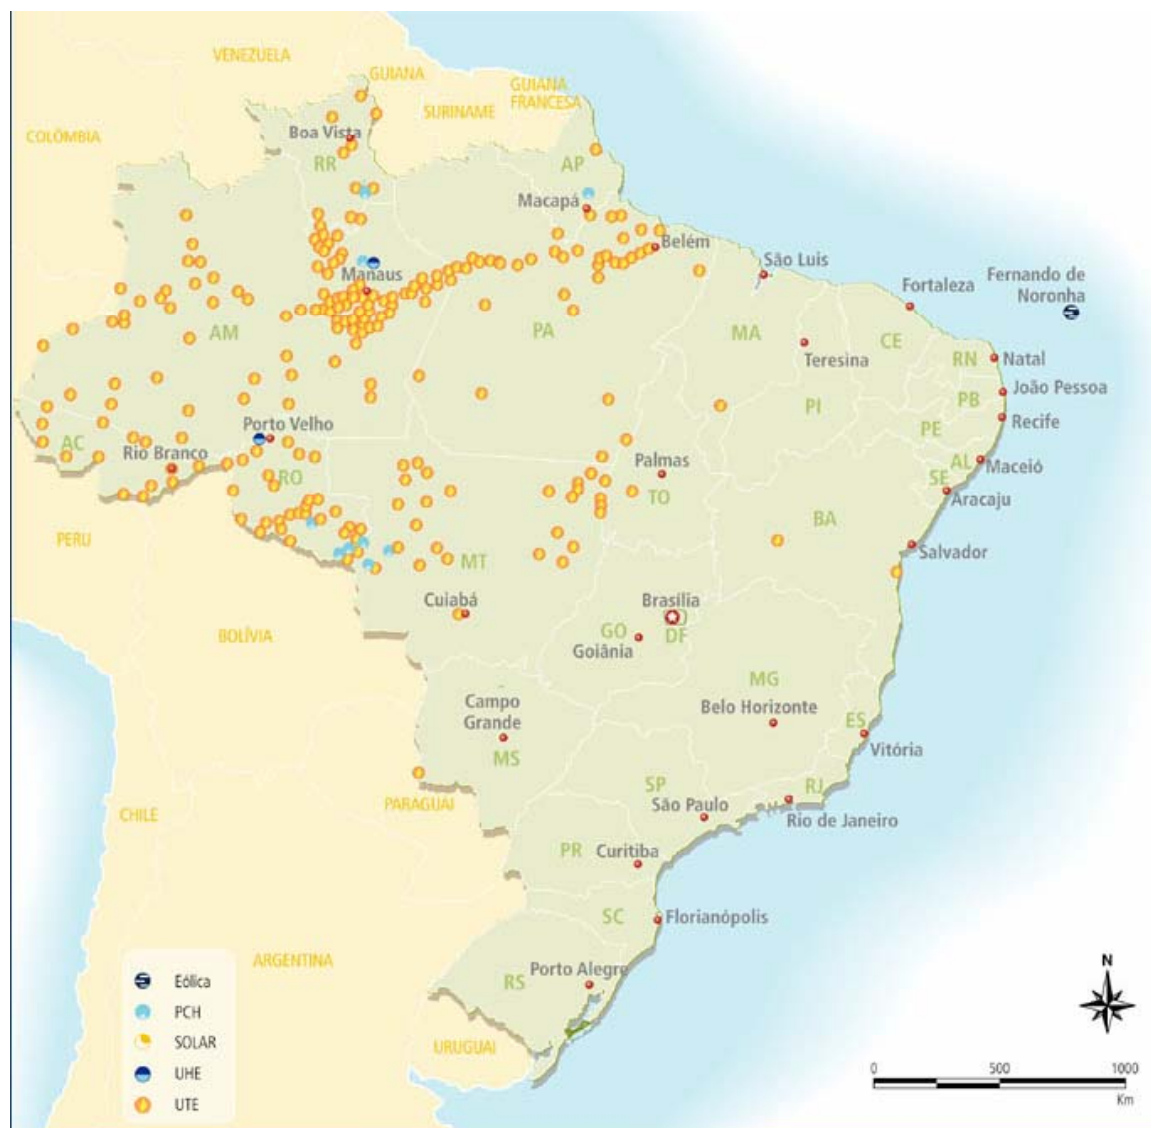 VENEZUELA
GUIANA
GUIANA
FRANCESA
SURINAME
COLÔMBIA
Boa Vista
RR
AP
Macapá
Belém
São Luis
Manaus
Fernando de
Noronha
Fortaleza
AM
PA
MA
CE
Teresina
RN
Natal
João Pessoa
PB
PI
Recife
PE
Porto Velho
AC
Rio Branco
Palmas
AL
Maceió
SE
RO
TO
Aracaju
BA
PERU
Salvador
MT
Cuiabá
Brasília
BOLÍVIA
GO
DF
Goiânia
MG
Campo
Grande
Belo Horizonte
ES
Vitória
MS
SP
RJ
PARAGUAI
São Paulo
CHILE
Rio de Janeiro
PR
Curitiba
SC
Florianópolis
ARGENTINA
Porto Alegre
RS
N
Eólica
PCH
SOLAR
UHE
UTE
URUGUAI
0 500 1000
Km